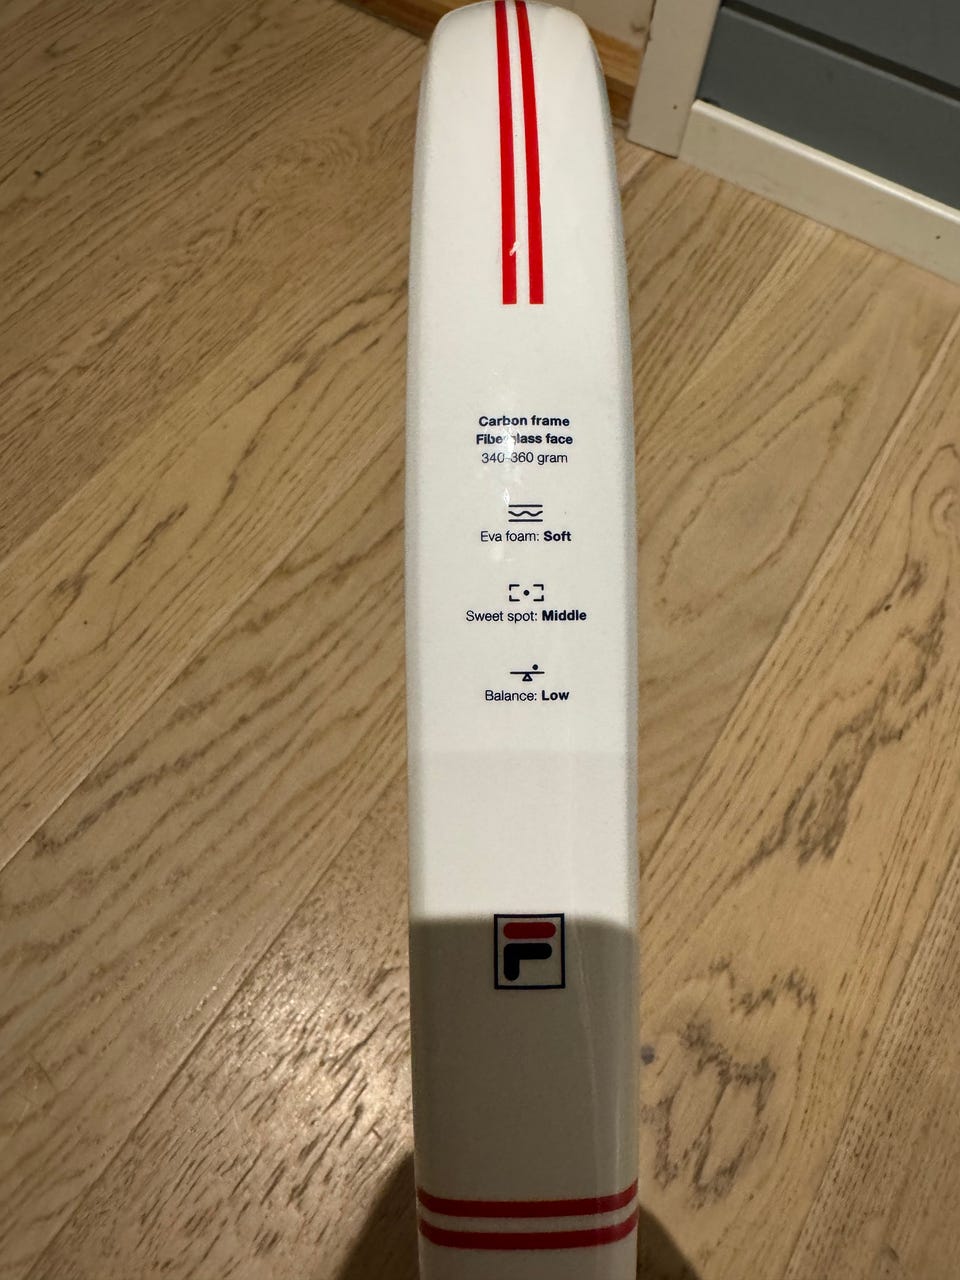 Carbon frame
Fiberglass face
340-360 gram
Eva foam: Soft
Sweet spot: Middle
Balance: Low
F